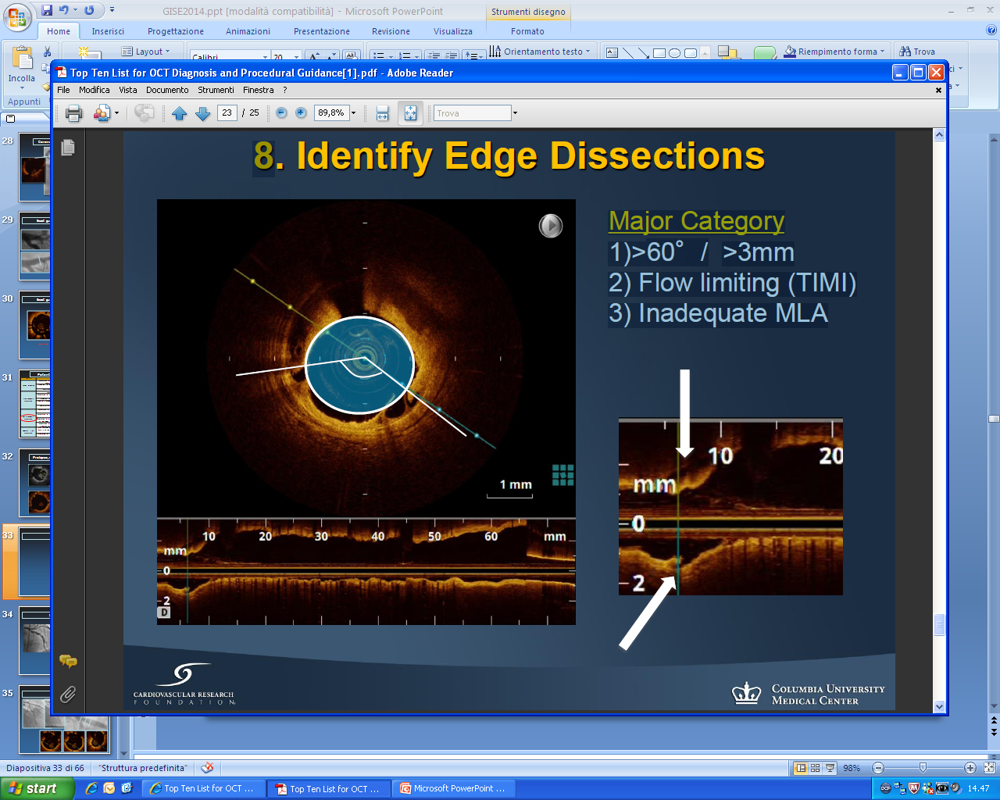 GISE2014.ppt [modalità compatibilità] - Microsoft PowerPoint
Strumenti disegno
Home Inserisci Progettazione Animazioni Presentazione Revisione Visualizza Formato
Incolla
Appunti
Layout
Calibri
20
Orientamento testo
Riempimento forma
Trova
Top Ten List for OCT Diagnosis and Procedural Guidance[1].pdf - Adobe Reader
File Modifica Vista Documento Strumenti Finestra ?
23 / 25
89,8%
Trova
28
29
30
31
32
33
34
35
8. Identify Edge Dissections
Major Category
1)>60° / >3mm
2) Flow limiting (TIMI)
3) Inadequate MLA
1 mm
10 20 30 40 50 60 mm
mm
0
2
D
10 20
mm
0
2
CARDIOVASCULAR RESEARCH
FOUNDATION
COLUMBIA UNIVERSITY
MEDICAL CENTER
Diapositiva 33 di 66
"Struttura predefinita"
98%
start
Top Ten List for OCT ...
Top Ten List for OCT ...
Microsoft PowerPoint ...
14.47